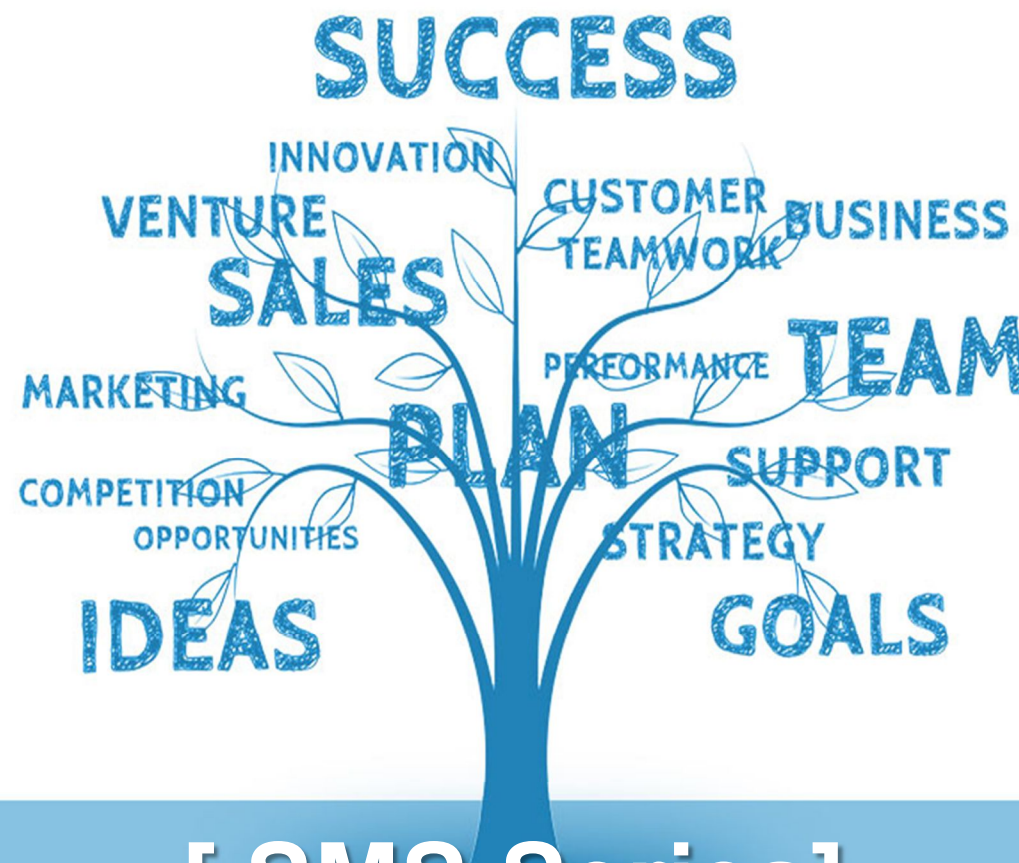 SUCCESS
INNOVATION
CUSTOMER
VENTURE
BUSINESS
TEAMWORK
SALES
TEAM
PERFORMANCE
MARKETING
PLAN
SUPPORT
COMPETITION
OPPORTUNITIES
STRATEGY
IDEAS
GOALS